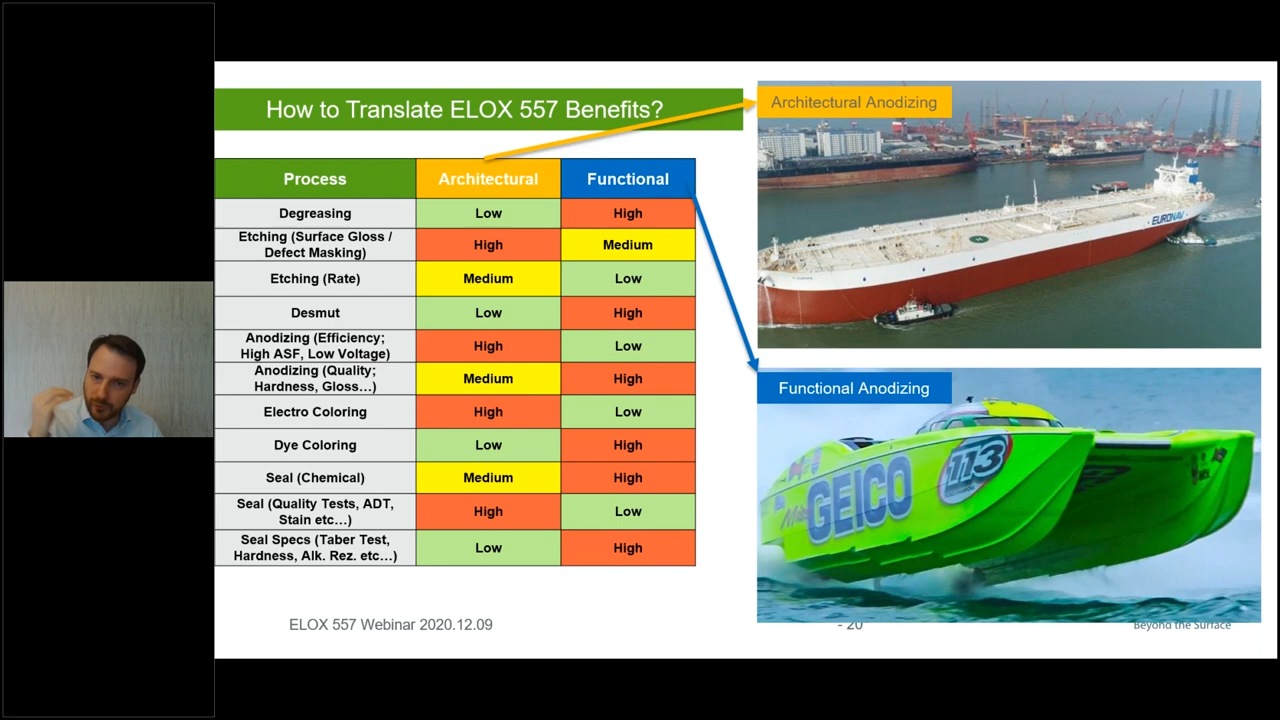 How to Translate ELOX 557 Benefits?
Process Architectural Functional
Degreasing Low High
Etching (Surface Gloss /
Defect Masking) High Medium
Etching (Rate) Medium Low
Desmut Low High
Anodizing (Efficiency;
High ASF, Low Voltage) High Low
Anodizing (Quality;
Hardness, Gloss...) Medium High
Electro Coloring High Low
Dye Coloring Low High
Seal (Chemical) Medium High
Seal (Quality Tests, ADT,
Stain etc...) High Low
Seal Specs (Taber Test,
Hardness, Alk. Rez. etc...) Low High
Architectural Anodizing
EURONAV
Functional Anodizing
GEICO
113
ELOX 557 Webinar 2020.12.09
- 20
Beyond the Surface